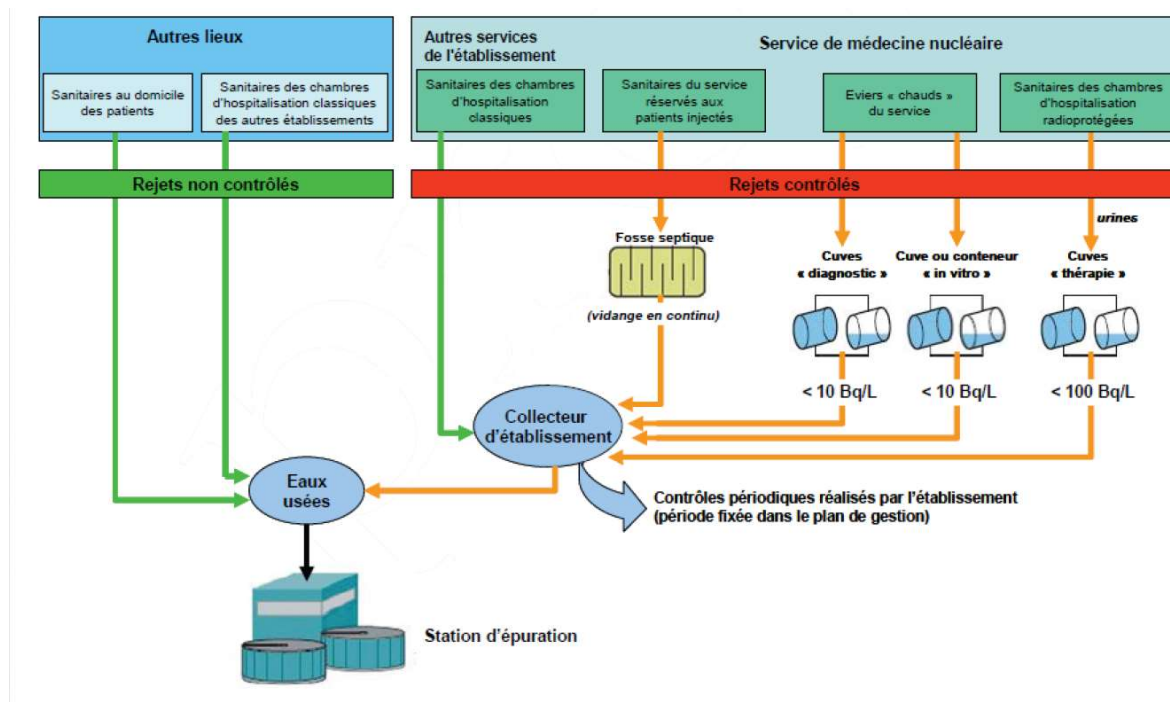 Autres lieux
Sanitaires au domicile
des patients
Sanitaires des chambres
d'hospitalisation classiques
des autres établissements
Autres services
de l'établissement
Service de médecine nucléaire
Sanitaires des chambres
d'hospitalisation
classiques
Sanitaires du service
réservés aux
patients injectés
Eviers « chauds »
du service
Sanitaires des chambres
d'hospitalisation
radioprotégées
Rejets non contrôlés
Rejets contrôlés
urines
Fosse septique
(vidange en continu)
Cuves
« diagnostic »
Cuve ou conteneur
« in vitro »
Cuves
« thérapie »
< 10 Bq/L
< 10 Bq/L
< 100 Bq/L
Collecteur
d'établissement
Eaux
usées
Contrôles périodiques réalisés par l'établissement
(période fixée dans le plan de gestion)
Station d'épuration